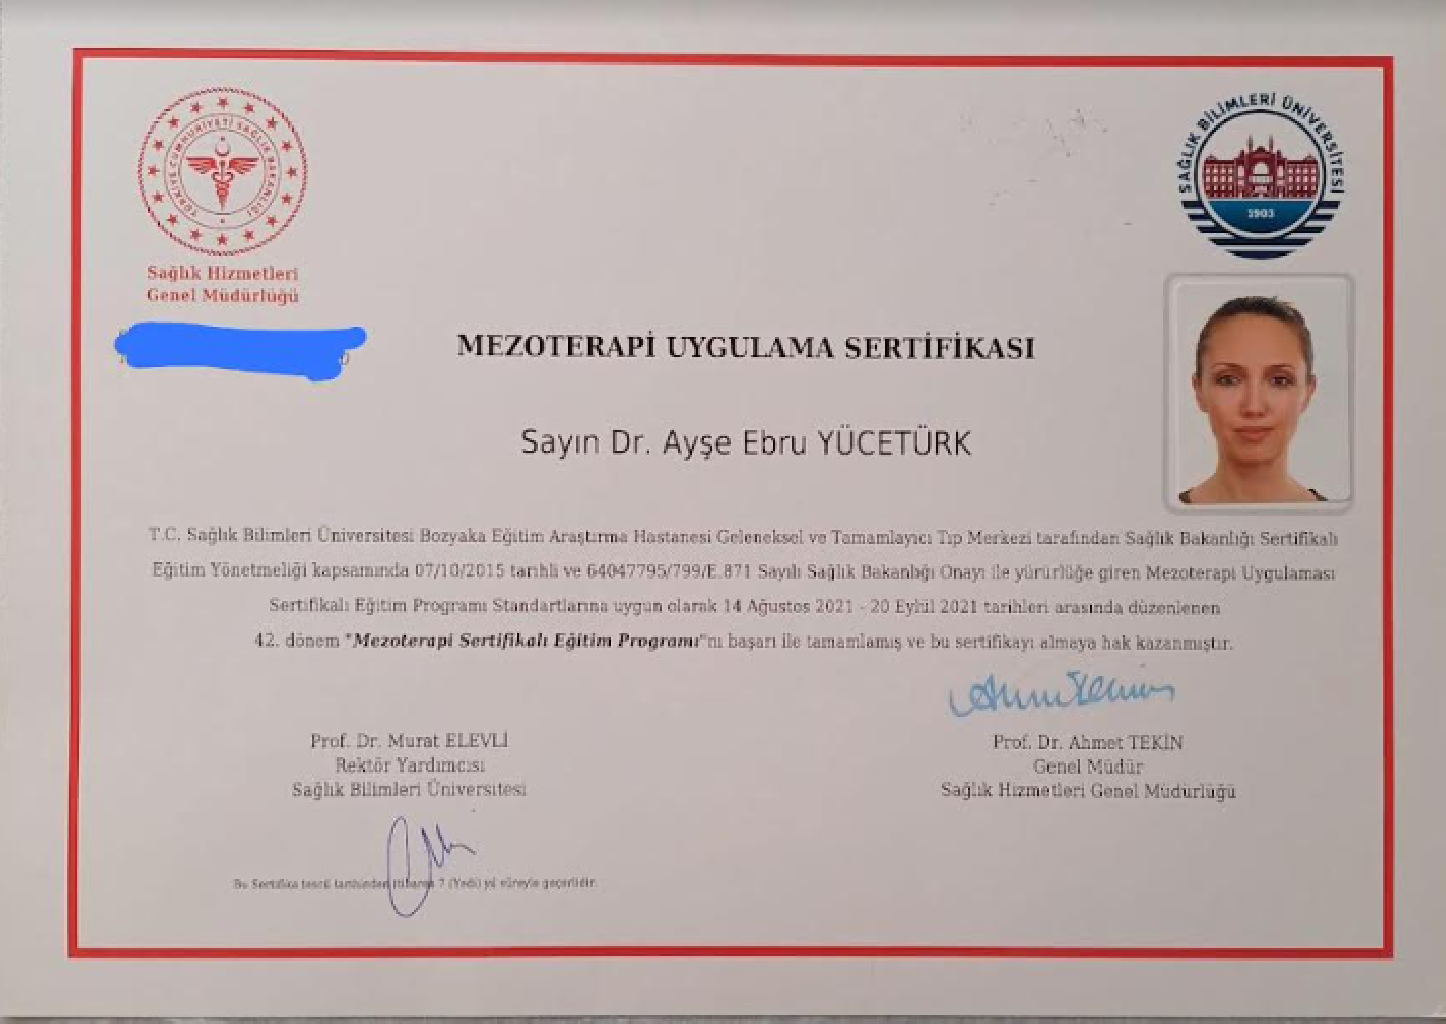 TÜRKİYE CUMHURİYETİ SAĞLIK BAKANLIĞI
SAĞLIK BİLİMLERİ ÜNİVERSİTESİ
1903
Sağlık Hizmetleri
Genel Müdürlüğü
MEZOTERAPİ UYGULAMA SERTİFİKASI
Sayın Dr. Ayşe Ebru YÜCETÜRK
T.C. Sağlık Bilimleri Üniversitesi Bozyaka Eğitim Araştırma Hastanesi Geleneksel ve Tamamlayıcı Tıp Merkezi tarafından Sağlık Bakanlığı Sertifikalı
Eğitim Yönetmeliği kapsamında 07/10/2015 tarihli ve 64047795/799/E.871 Sayılı Sağlık Bakanlığı Onayı ile yürürlüğe giren Mezoterapi Uygulaması
Sertifikalı Eğitim Programı Standartlarına uygun olarak 14 Ağustos 2021 - 20 Eylül 2021 tarihleri arasında düzenlenen
42. dönem "Mezoterapi Sertifikalı Eğitim Programı"nı başarı ile tamamlamış ve bu sertifikayı almaya hak kazanmıştır.
Prof. Dr. Murat ELEVLİ
Rektör Yardımcısı
Sağlık Bilimleri Üniversitesi
Prof. Dr. Ahmet TEKİN
Genel Müdür
Sağlık Hizmetleri Genel Müdürlüğü
Bu Sertifika tescil tarihinden itibaren 7 (Yedi) yıl süreyle geçerlidir.